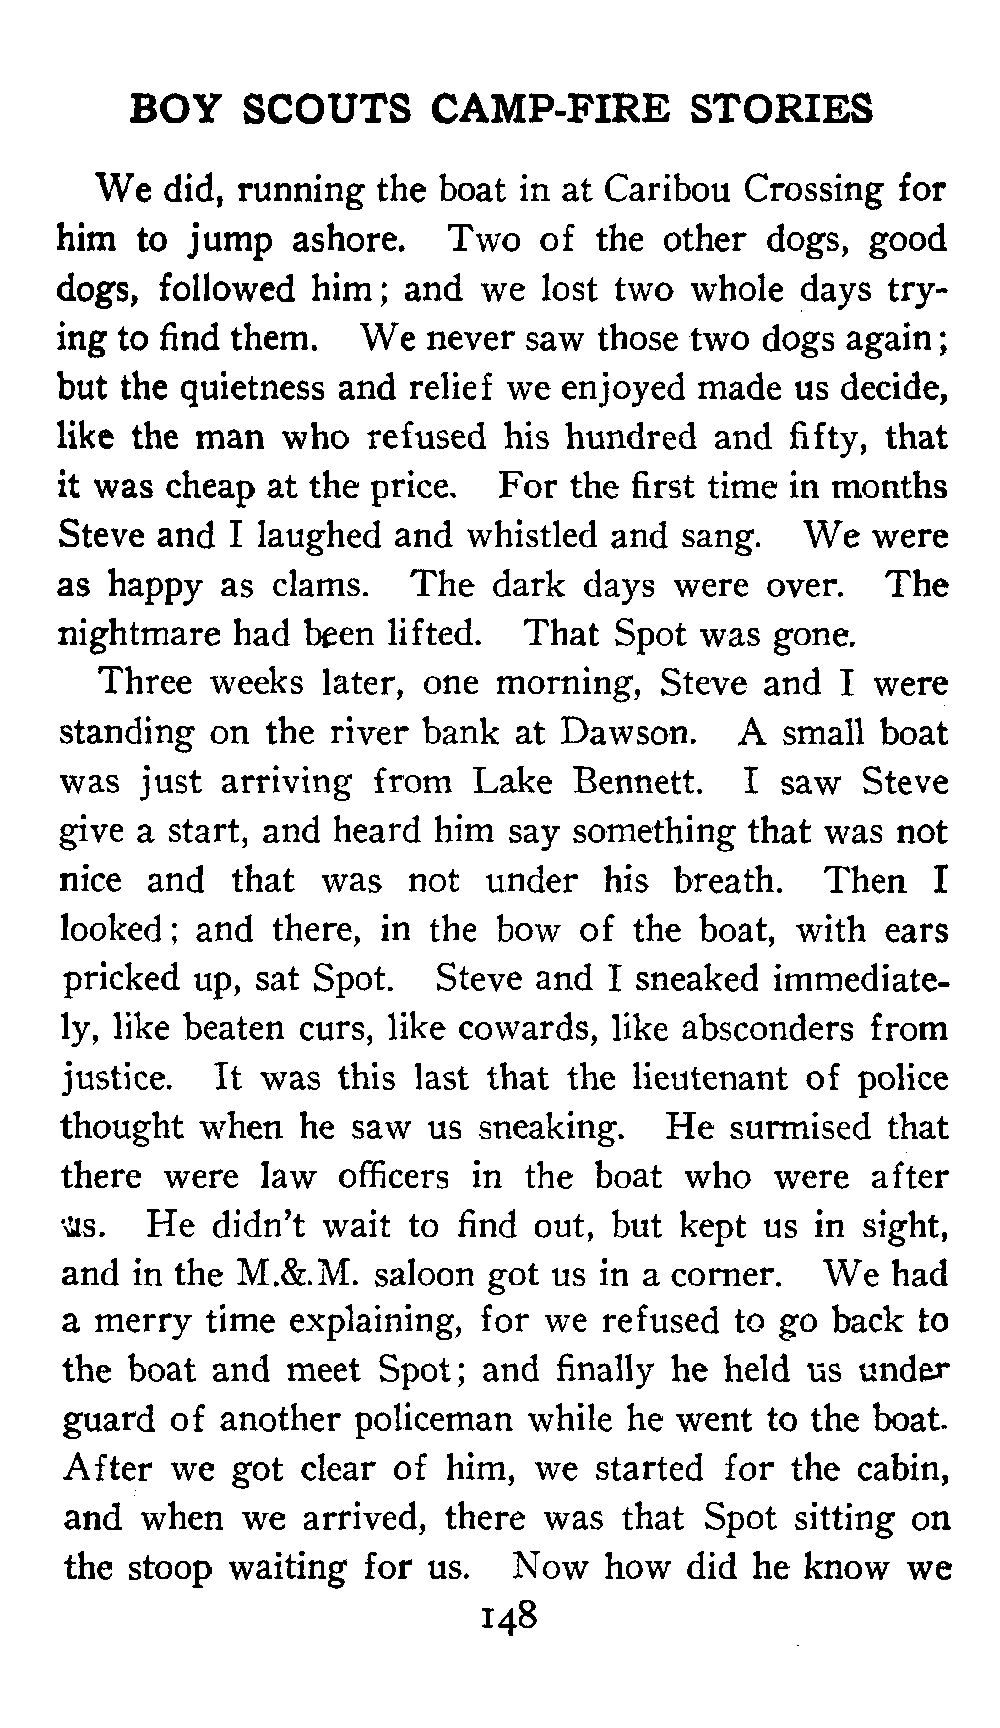 BOY SCOUTS CAMP-FIRE STORIES
We did, running the boat in at Caribou Crossing for
him to jump ashore. Two of the other dogs, good
dogs, followed him; and we lost two whole days try-
ing to find them. We never saw those two dogs again;
but the quietness and relief we enjoyed made us decide,
like the man who refused his hundred and fifty, that
it was cheap at the price. For the first time in months
Steve and I laughed and whistled and sang. We were
as happy as clams. The dark days were over. The
nightmare had been lifted. That Spot was gone.
Three weeks later, one morning, Steve and I were
standing on the river bank at Dawson. A small boat
was just arriving from Lake Bennett. I saw Steve
give a start, and heard him say something that was not
nice and that was not under his breath. Then I
looked; and there, in the bow of the boat, with ears
pricked up, sat Spot. Steve and I sneaked immediate-
ly, like beaten curs, like cowards, like absconders from
justice. It was this last that the lieutenant of police
thought when he saw us sneaking. He surmised that
there were law officers in the boat who were after
us. He didn't wait to find out, but kept us in sight,
and in the M.&.M. saloon got us in a corner. We had
a merry time explaining, for we refused to go back to
the boat and meet Spot; and finally he held us under
guard of another policeman while he went to the boat.
After we got clear of him, we started for the cabin,
and when we arrived, there was that Spot sitting on
the stoop waiting for us. Now how did he know we
148